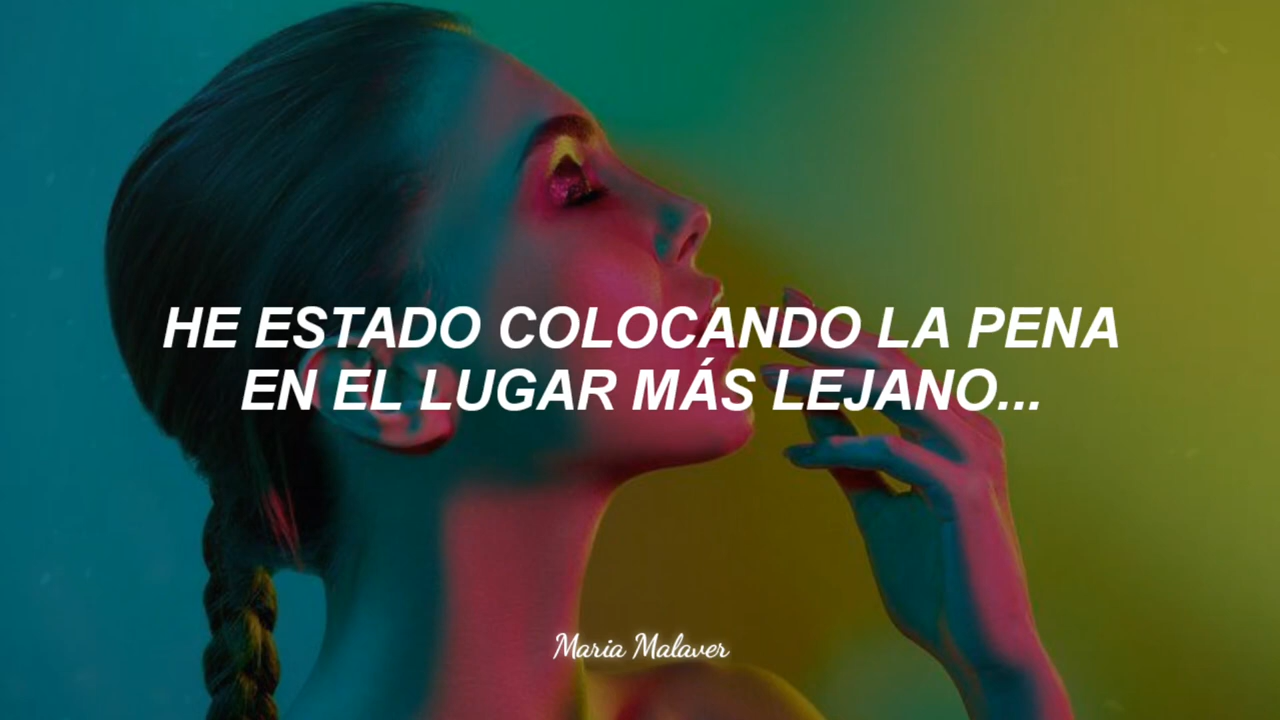 HE ESTADO COLOCANDO LA PENA
EN EL LUGAR MÁS LEJANO...
Maria Malaver